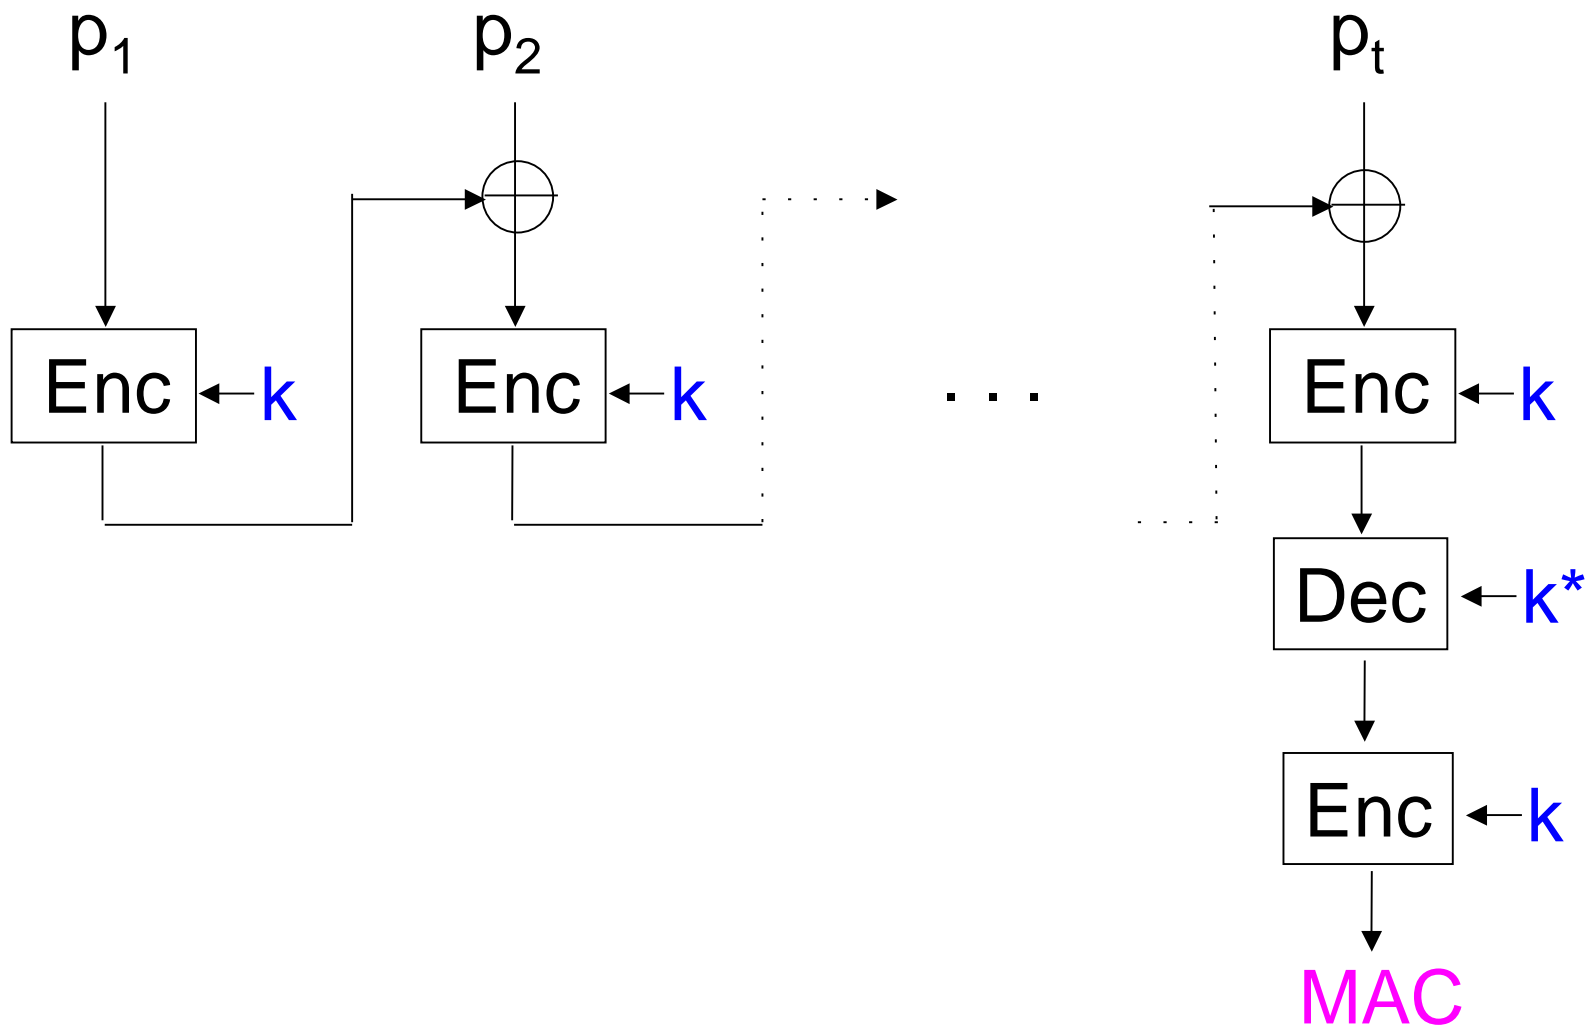 p1 p2 pt
Enc k Enc k . . . Enc k
Dec k*
Enc k
MAC